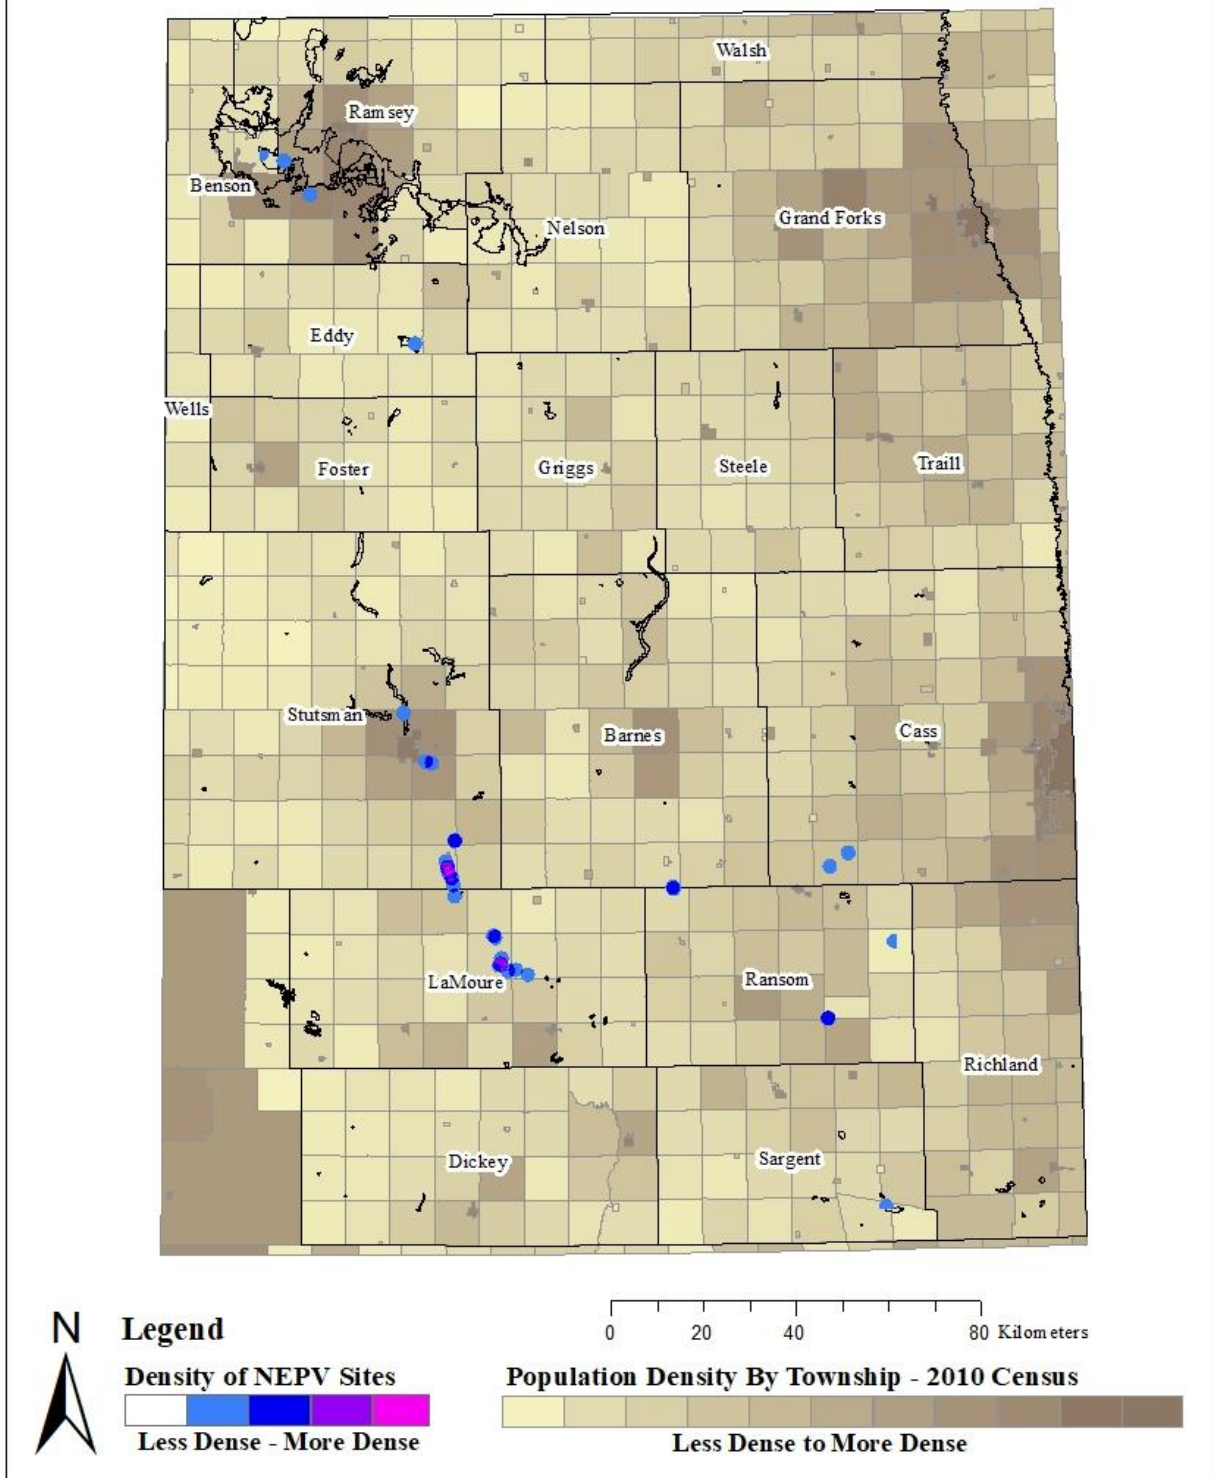 Walsh
Ramsey
Benson
Nelson
Grand Forks
Eddy
Wells
Foster
Griggs
Steele
Traill
Stutsman
Barnes
Cass
LaMoure
Ransom
Richland
Dickey
Sargent
N
Legend
0 20 40 80 Kilometers
Density of NEPV Sites
Less Dense - More Dense
Population Density By Township - 2010 Census
Less Dense to More Dense